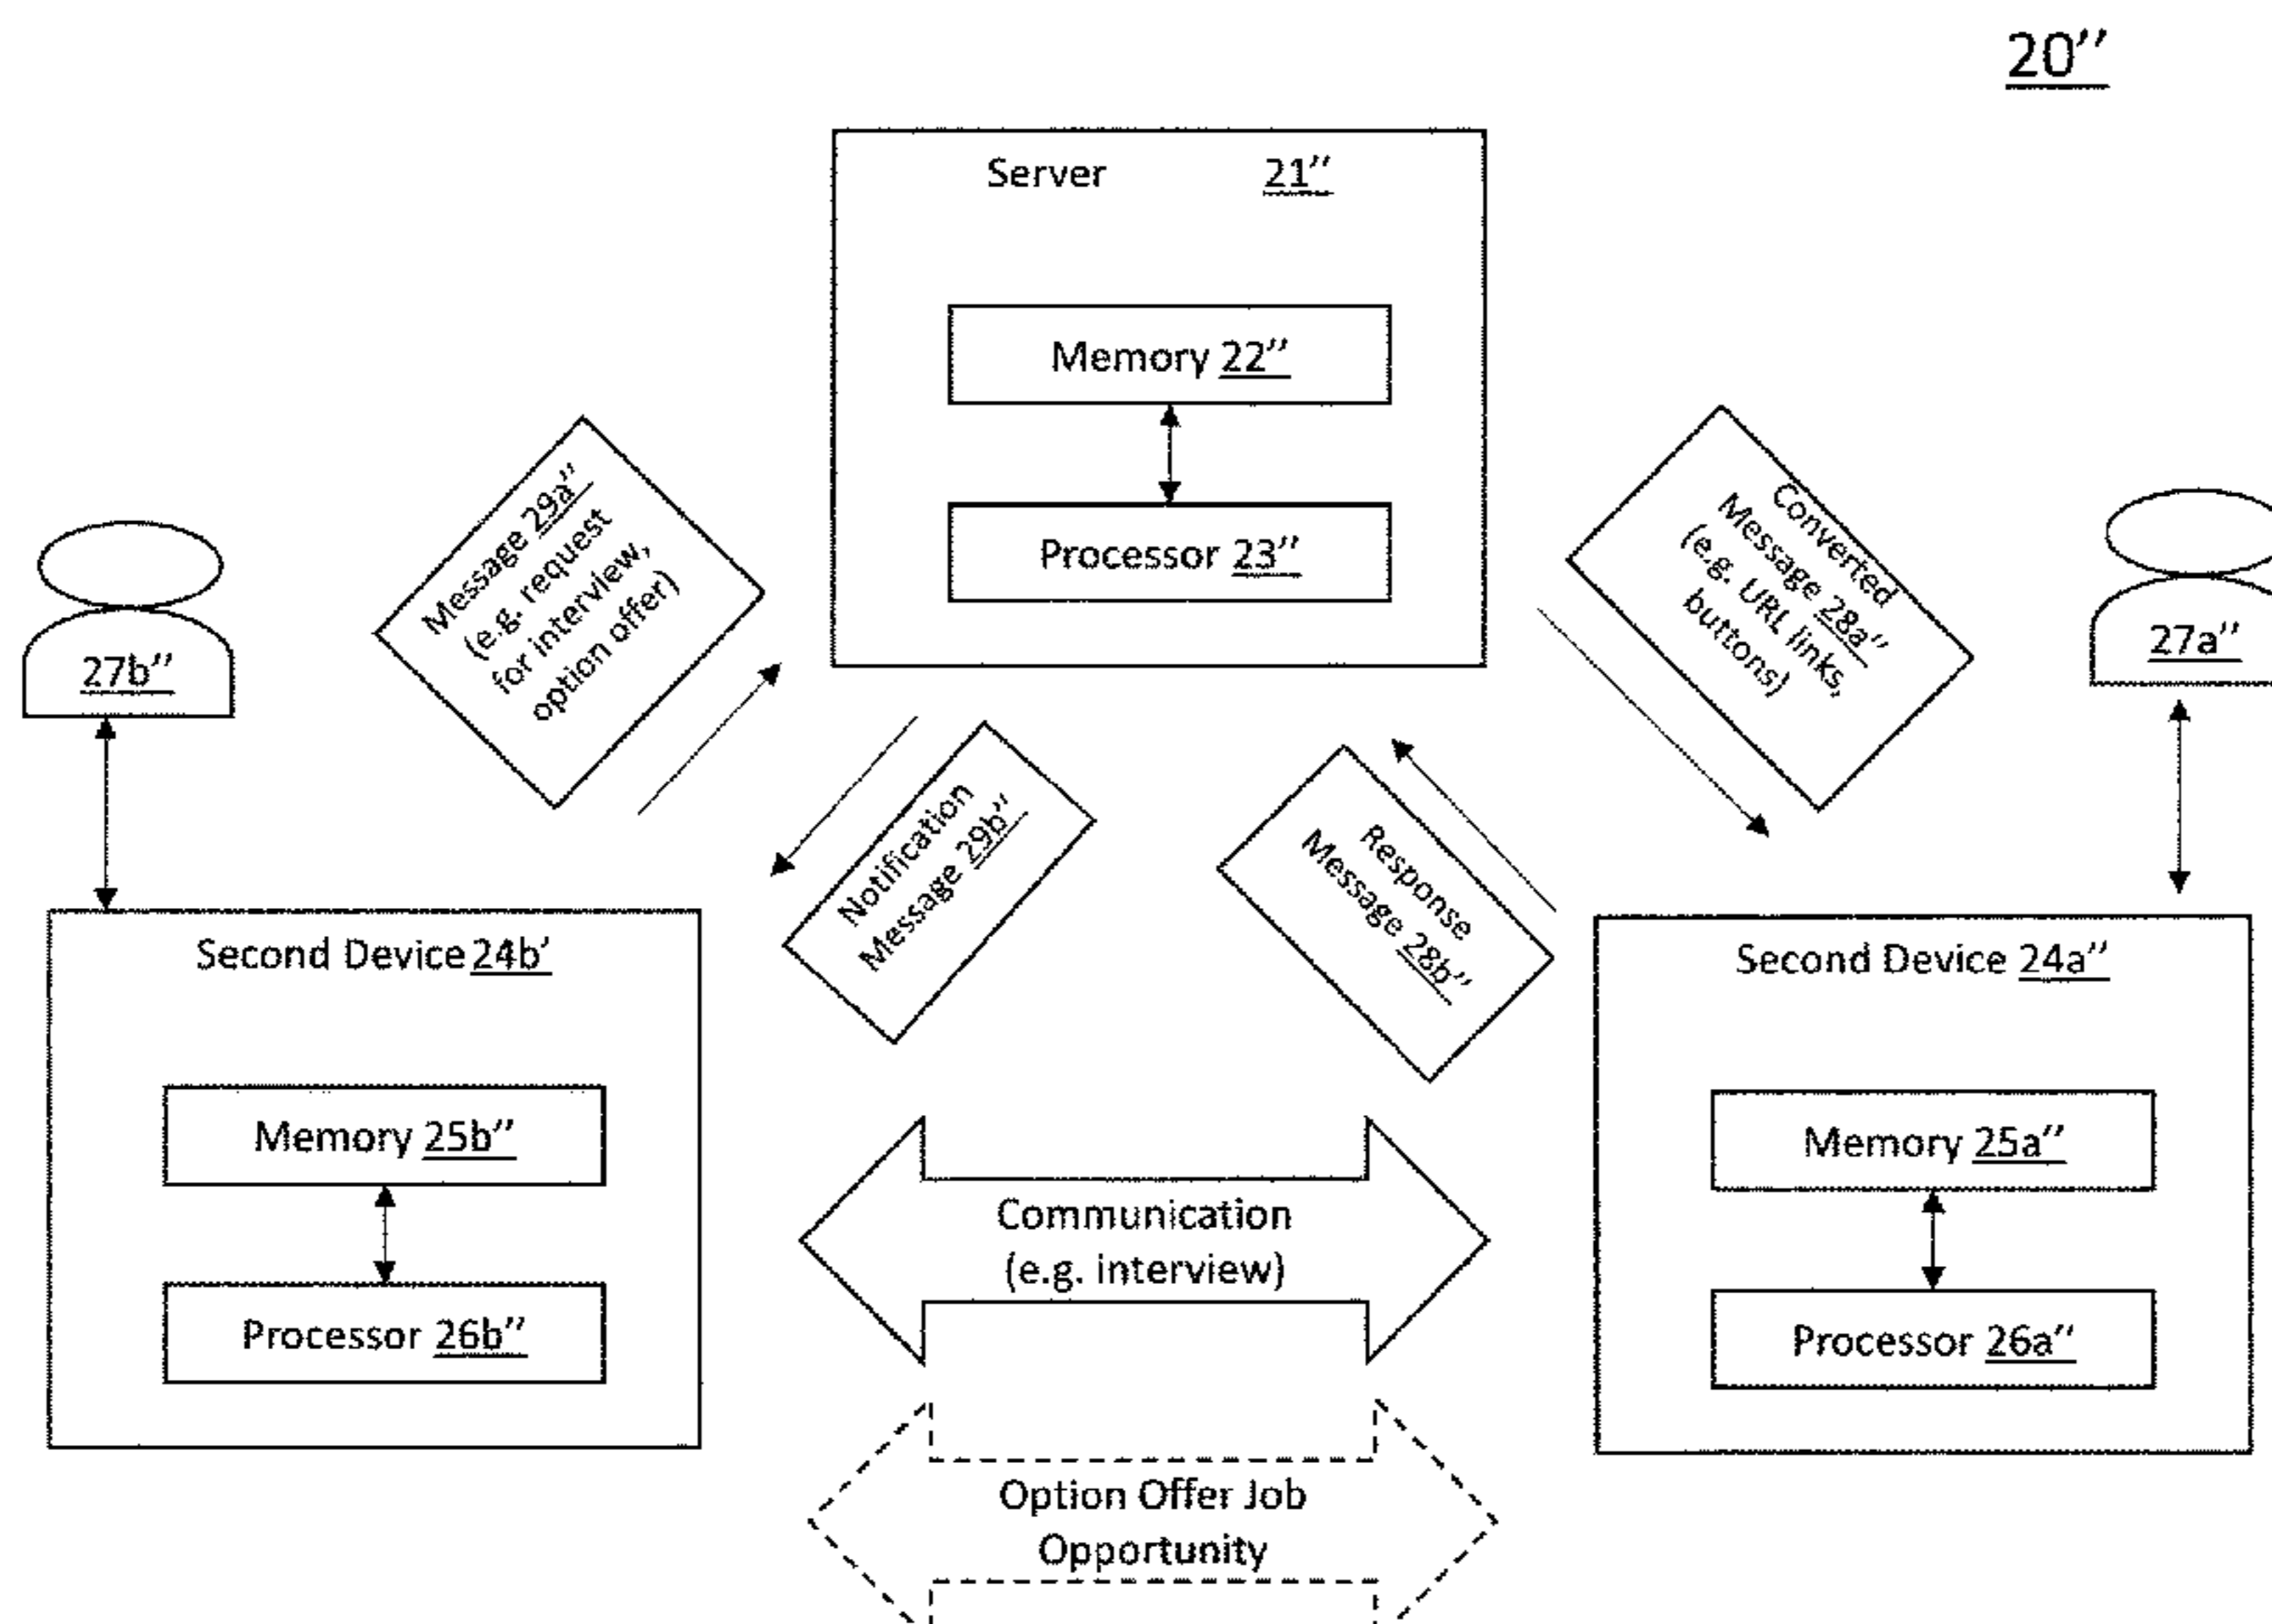 20′′
Server 21′′
Memory 22′′
Processor 23′′
27b′′
Message 29a′′
(e.g. request
for interview,
option offer)
Converted
Message 28a′′
(e.g. URL links,
buttons)
27a′′
Notification
Message 29b′′
Response
Message 28b′′
Second Device 24b′
Memory 25b′′
Processor 26b′′
Second Device 24a′′
Memory 25a′′
Processor 26a′′
Communication
(e.g. interview)
Option Offer Job
Opportunity